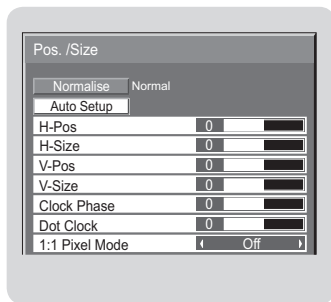 Pos. /Size
Normalise Normal
Auto Setup
H-Pos 0
H-Size 0
V-Pos 0
V-Size 0
Clock Phase 0
Dot Clock 0
1:1 Pixel Mode Off